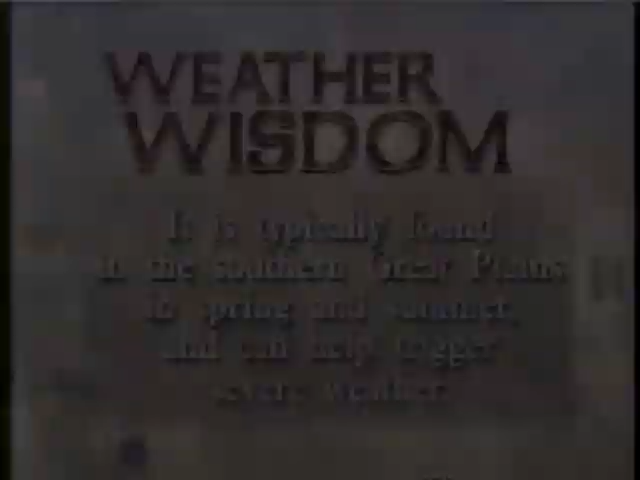 WEATHER
WISDOM
It is typically found
in the southern Great Plains
in spring and summer,
and can help trigger
severe weather.